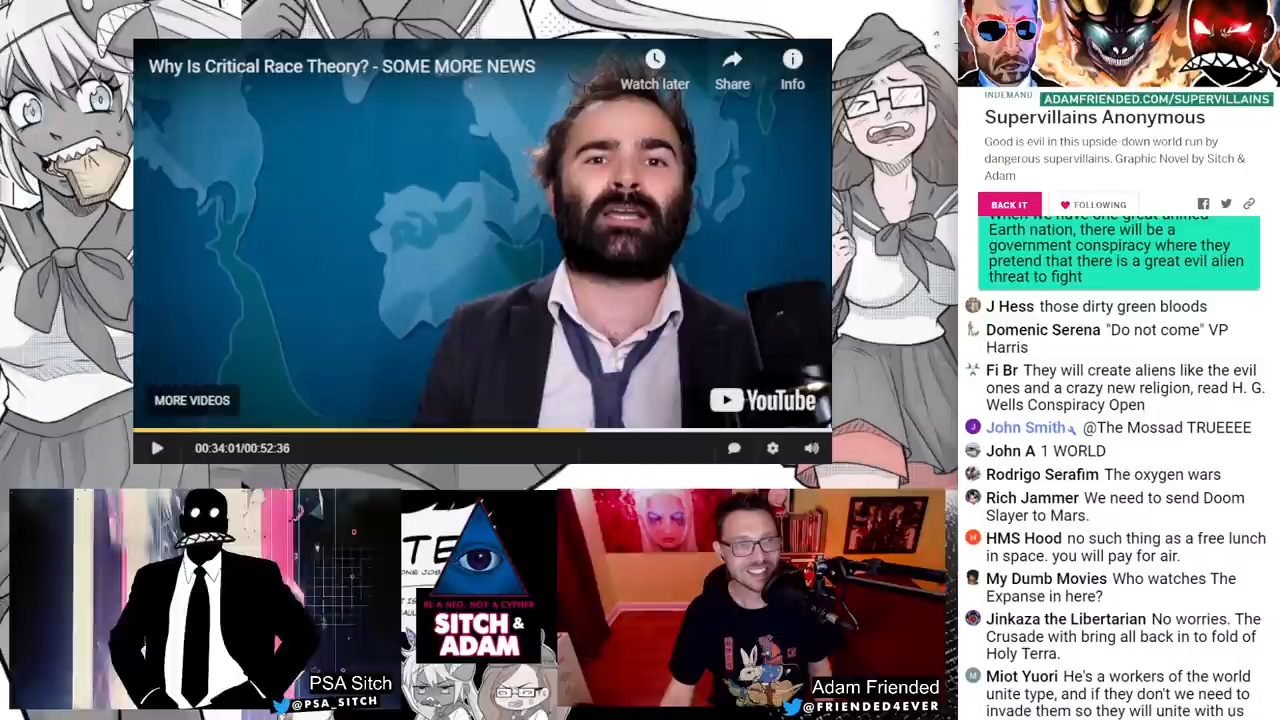 Why Is Critical Race Theory? - SOME MORE NEWS
Watch later
Share
Info
MORE VIDEOS
YouTube
00:34:01/00:52:36
INDEMAND
ADAMFRIENDED.COM/SUPERVILLAINS
Supervillains Anonymous
Good is evil in this upside-down world run by
dangerous supervillains. Graphic Novel by Sitch &
Adam
BACK IT
FOLLOWING
When we have one great unified
Earth nation, there will be a
government conspiracy where they
pretend that there is a great evil alien
threat to fight
J Hess those dirty green bloods
Domenic Serena "Do not come" VP
Harris
Fi Br They will create aliens like the evil
ones and a crazy new religion, read H. G.
Wells Conspiracy Open
John Smith @The Mossad TRUEEEE
John A 1 WORLD
Rodrigo Serafim The oxygen wars
Rich Jammer We need to send Doom
Slayer to Mars.
HMS Hood no such thing as a free lunch
in space. you will pay for air.
My Dumb Movies Who watches The
Expanse in here?
Jinkaza the Libertarian No worries. The
Crusade with bring all back in to fold of
Holy Terra.
Miot Yuori He's a workers of the world
unite type, and if they don't we need to
invade them so they will unite with us
PSA Sitch
@PSA_SITCH
BE A NEO, NOT A CYPHER
SITCH &
ADAM
Adam Friended
@FRIENDED4EVER